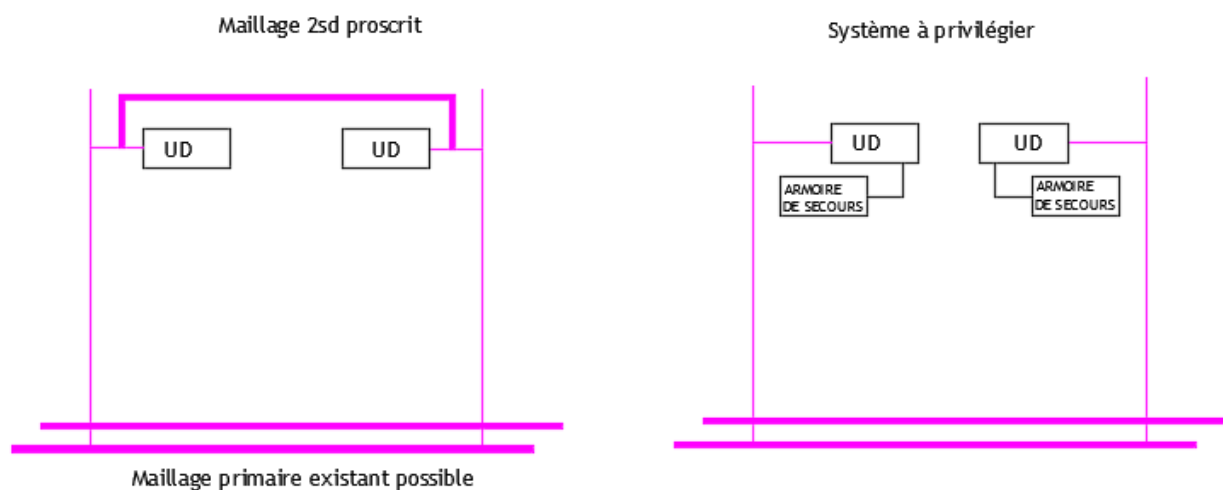 Maillage 2sd proscrit
Système à privilégier
UD
UD
UD
UD
ARMOIRE
DE SECOURS
ARMOIRE
DE SECOURS
Maillage primaire existant possible